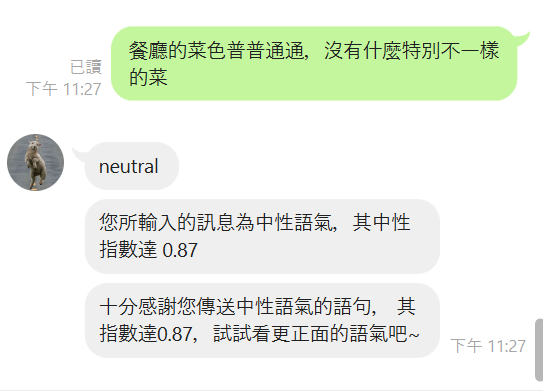 餐廳的菜色普普通通，沒有什麼特別不一樣
的菜
已讀
下午 11:27
neutral
您所輸入的訊息為中性語氣，其中性
指數達 0.87
十分感謝您傳送中性語氣的語句， 其
指數達0.87，試試看更正面的語氣吧~
下午 11:27